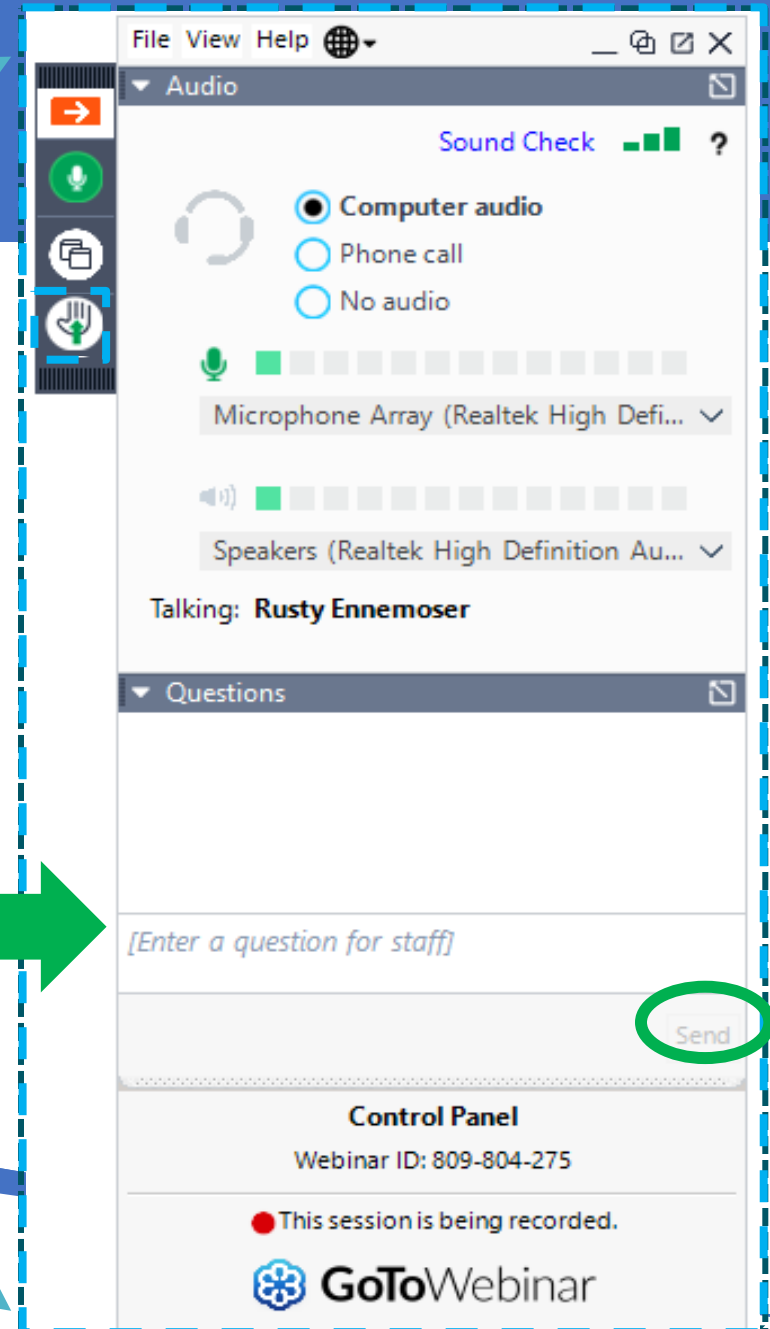 File View Help
Audio
Sound Check ?
Computer audio
Phone call
No audio
Microphone Array (Realtek High Defi...
Speakers (Realtek High Definition Au...
Talking: Rusty Ennemoser
Questions
[Enter a question for staff]
Send
Control Panel
Webinar ID: 809-804-275
This session is being recorded.
GoToWebinar